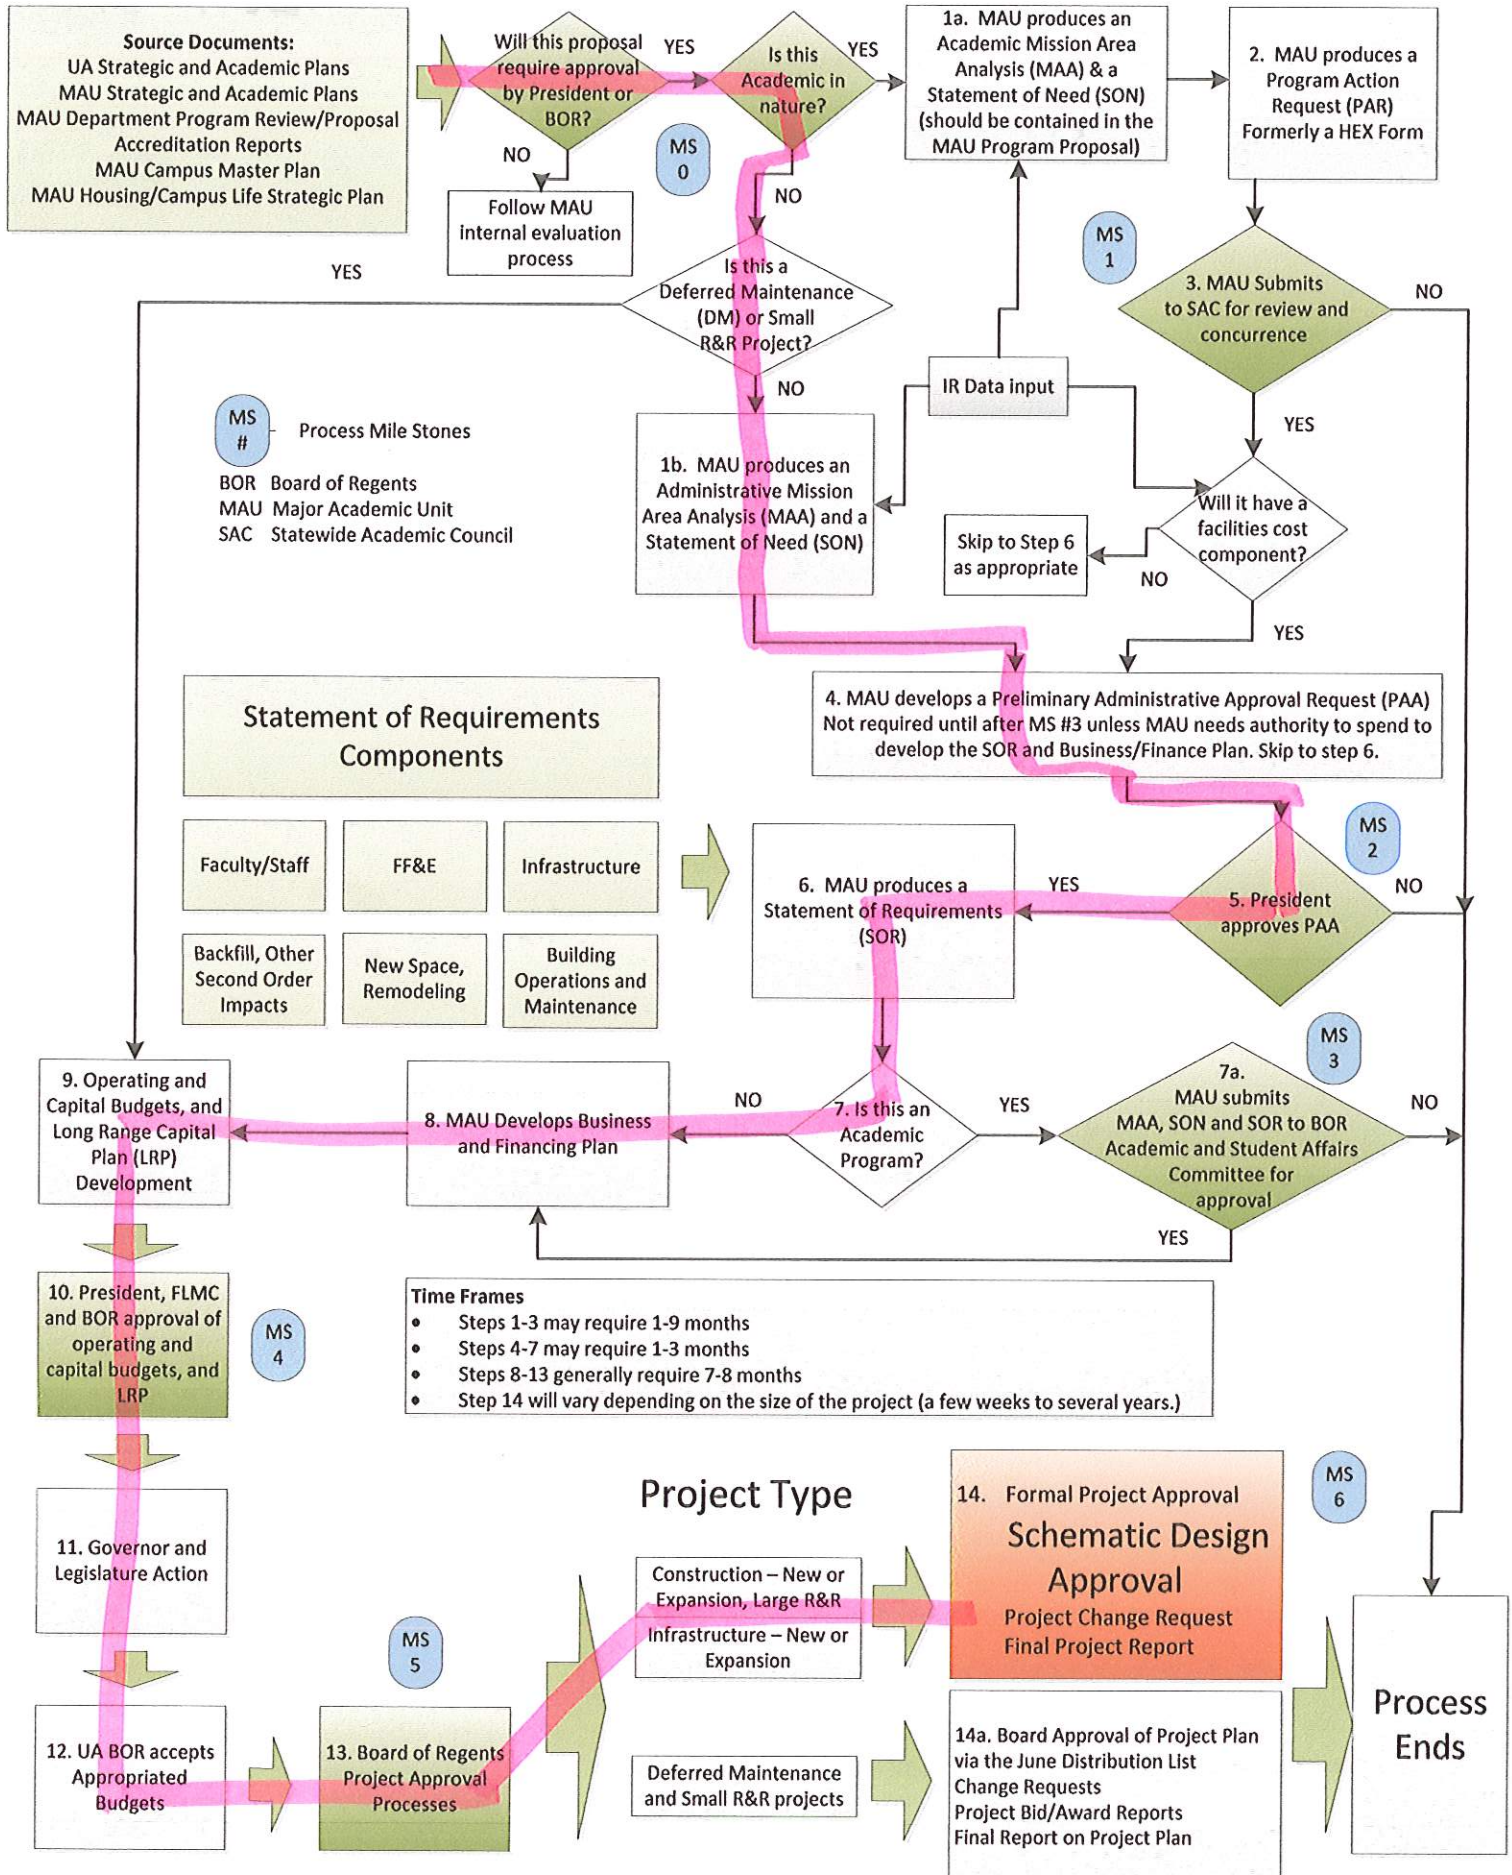 Source Documents:
UA Strategic and Academic Plans
MAU Strategic and Academic Plans
MAU Department Program Review/Proposal
Accreditation Reports
MAU Campus Master Plan
MAU Housing/Campus Life Strategic Plan
Will this proposal
require approval
by President or
BOR?
YES
NO
Follow MAU
internal evaluation
process
MS
0
Is this
Academic in
nature?
YES
NO
1a. MAU produces an
Academic Mission Area
Analysis (MAA) & a
Statement of Need (SON)
(should be contained in the
MAU Program Proposal)
2. MAU produces a
Program Action
Request (PAR)
Formerly a HEX Form
MS
1
3. MAU Submits
to SAC for review and
concurrence
NO
YES
YES
Is this a
Deferred Maintenance
(DM) or Small
R&R Project?
NO
IR Data input
MS
#
Process Mile Stones
BOR Board of Regents
MAU Major Academic Unit
SAC Statewide Academic Council
1b. MAU produces an
Administrative Mission
Area Analysis (MAA) and a
Statement of Need (SON)
Will it have a
facilities cost
component?
Skip to Step 6
as appropriate
NO
YES
4. MAU develops a Preliminary Administrative Approval Request (PAA)
Not required until after MS #3 unless MAU needs authority to spend to
develop the SOR and Business/Finance Plan. Skip to step 6.
Statement of Requirements
Components
Faculty/Staff
FF&E
Infrastructure
Backfill, Other
Second Order
Impacts
New Space,
Remodeling
Building
Operations and
Maintenance
6. MAU produces a
Statement of Requirements
(SOR)
YES
MS
2
5. President
approves PAA
NO
MS
3
9. Operating and
Capital Budgets, and
Long Range Capital
Plan (LRP)
Development
8. MAU Develops Business
and Financing Plan
NO
7. Is this an
Academic
Program?
YES
7a.
MAU submits
MAA, SON and SOR to BOR
Academic and Student Affairs
Committee for
approval
NO
YES
10. President, FLMC
and BOR approval of
operating and
capital budgets, and
LRP
MS
4
Time Frames
• Steps 1-3 may require 1-9 months
• Steps 4-7 may require 1-3 months
• Steps 8-13 generally require 7-8 months
• Step 14 will vary depending on the size of the project (a few weeks to several years.)
11. Governor and
Legislature Action
Project Type
14. Formal Project Approval
Schematic Design
Approval
Project Change Request
Final Project Report
MS
6
Construction – New or
Expansion, Large R&R
Infrastructure – New or
Expansion
MS
5
12. UA BOR accepts
Appropriated
Budgets
13. Board of Regents
Project Approval
Processes
Deferred Maintenance
and Small R&R projects
14a. Board Approval of Project Plan
via the June Distribution List
Change Requests
Project Bid/Award Reports
Final Report on Project Plan
Process
Ends